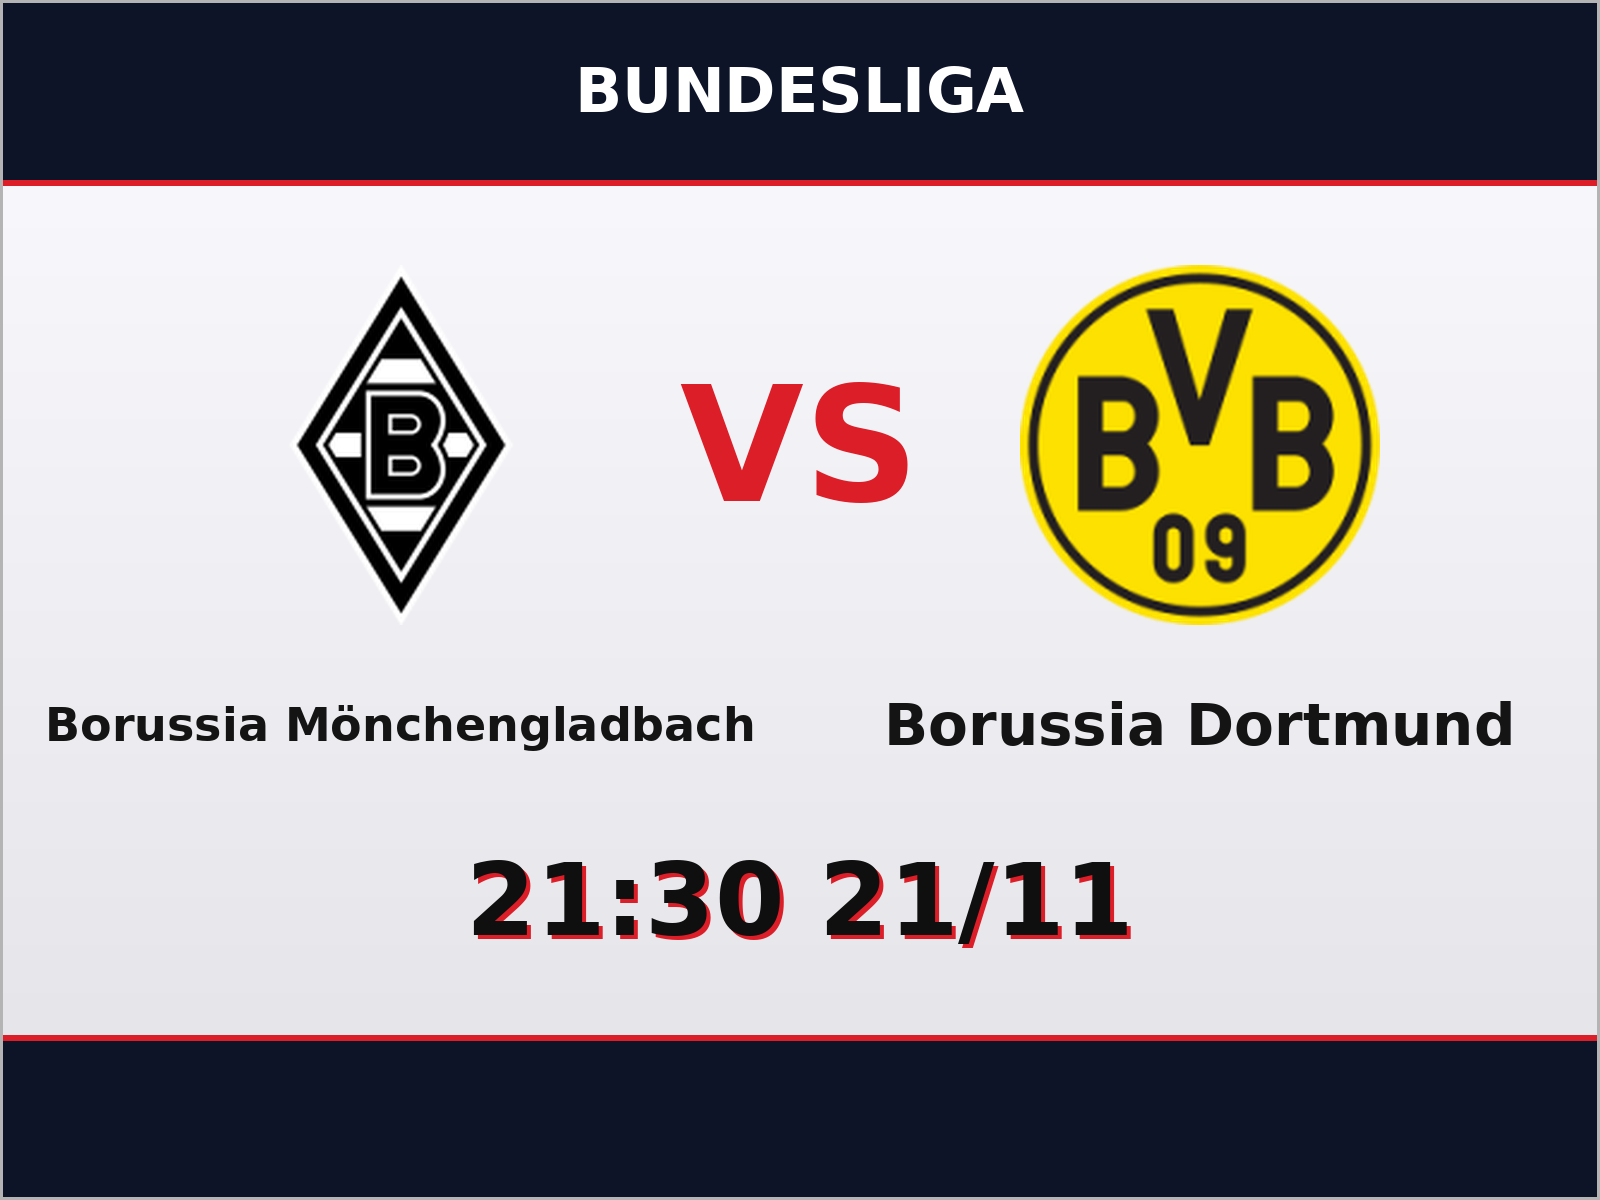 BUNDESLIGA
B
VS
BVB
09
Borussia Mönchengladbach
Borussia Dortmund
21:30 21/11